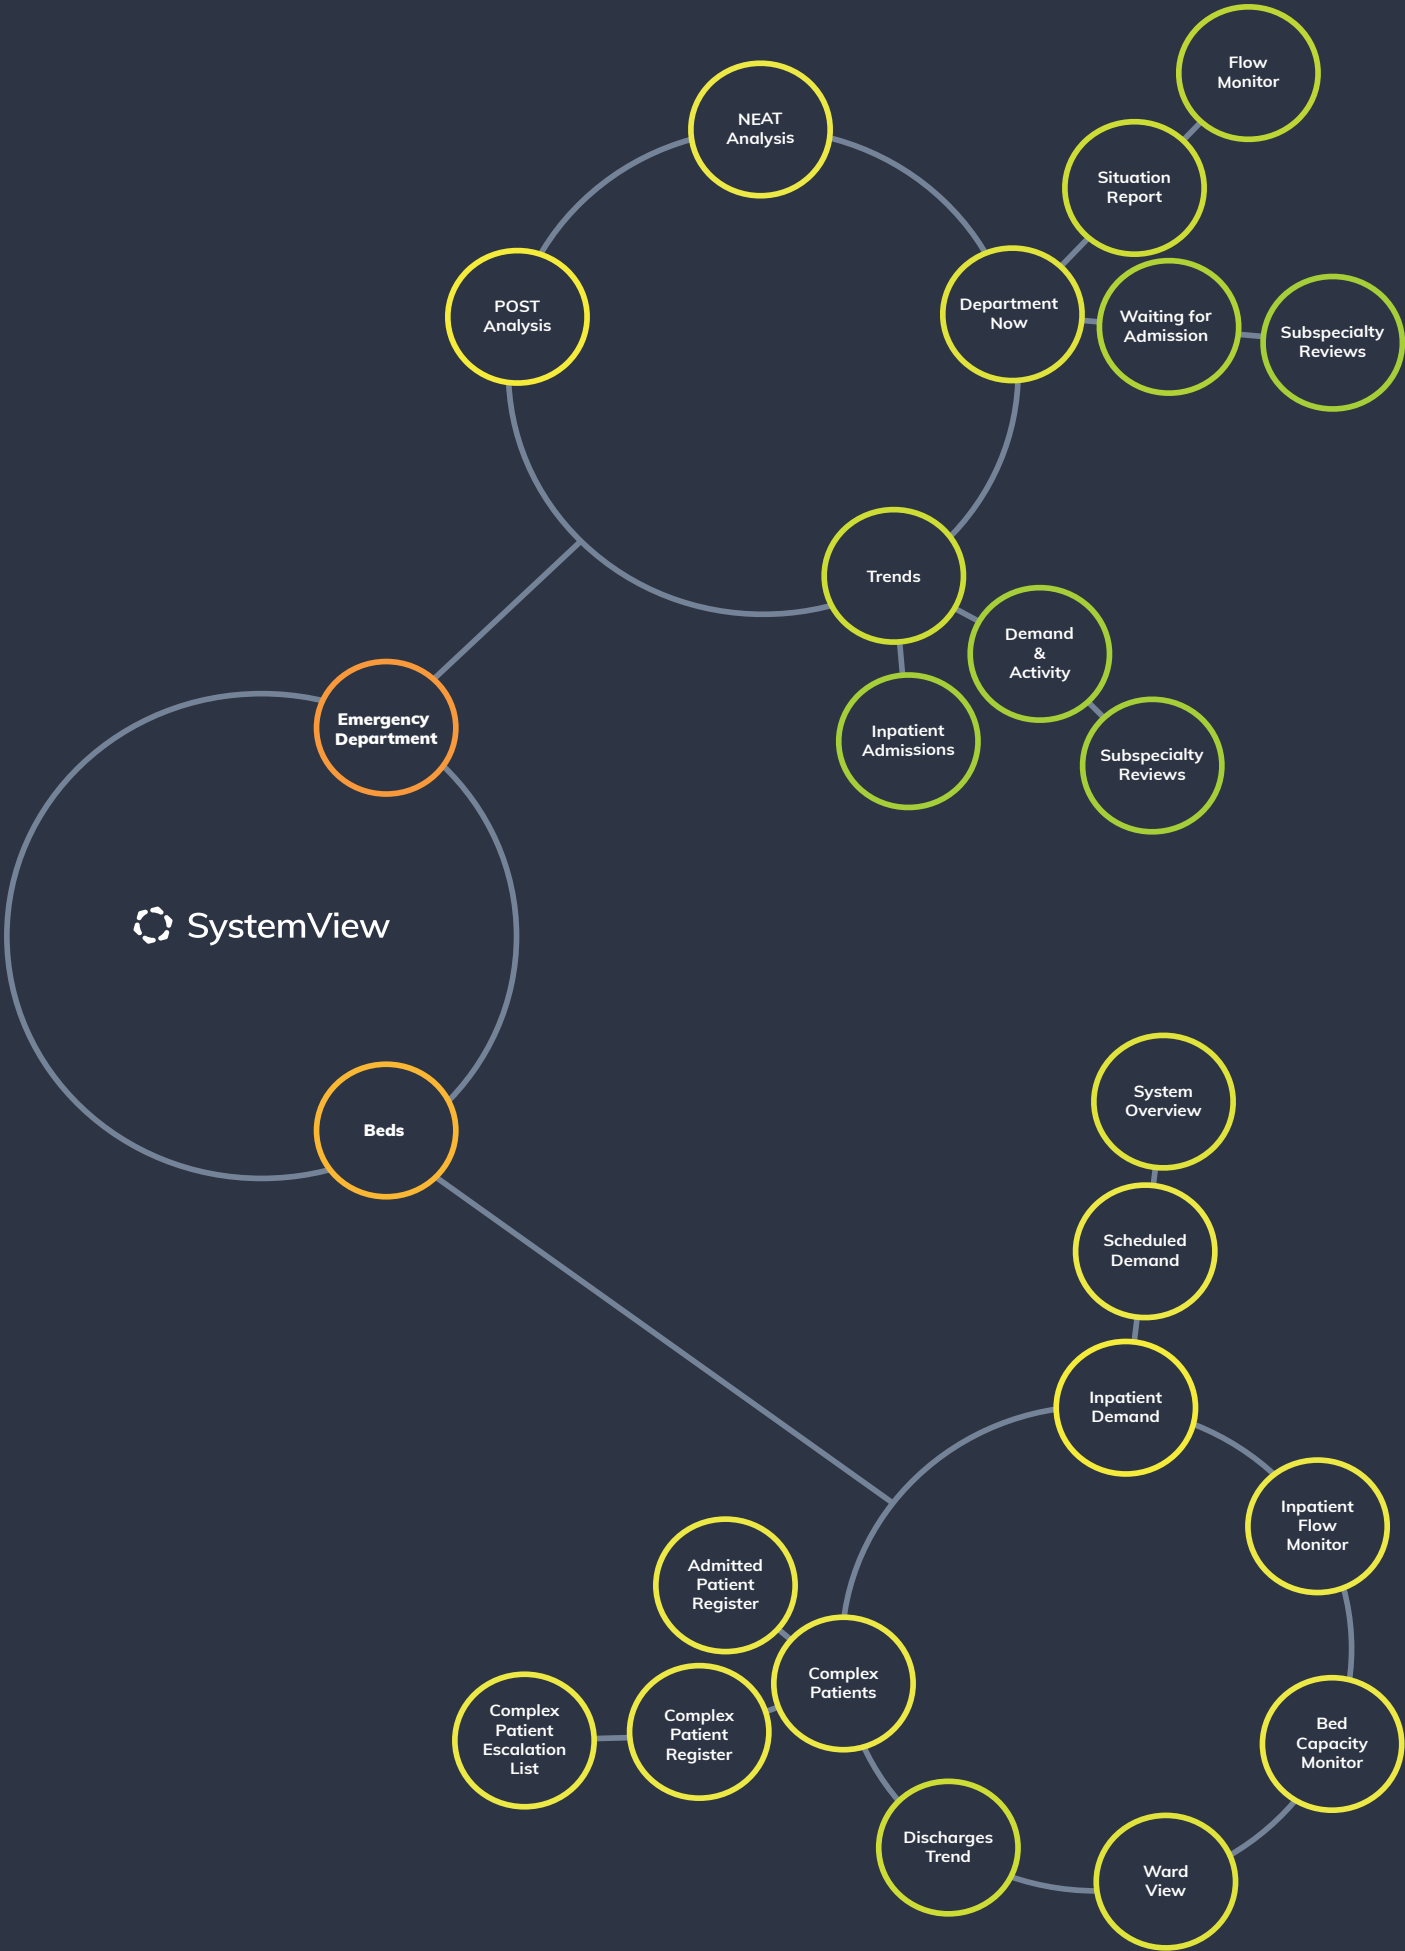 Flow
Monitor
NEAT
Analysis
Situation
Report
POST
Analysis
Department
Now
Waiting for
Admission
Subspecialty
Reviews
Trends
Demand
&
Activity
Inpatient
Admissions
Subspecialty
Reviews
Emergency
Department
SystemView
Beds
System
Overview
Scheduled
Demand
Inpatient
Demand
Inpatient
Flow
Monitor
Admitted
Patient
Register
Complex
Patients
Complex
Patient
Register
Complex
Patient
Escalation
List
Bed
Capacity
Monitor
Discharges
Trend
Ward
View